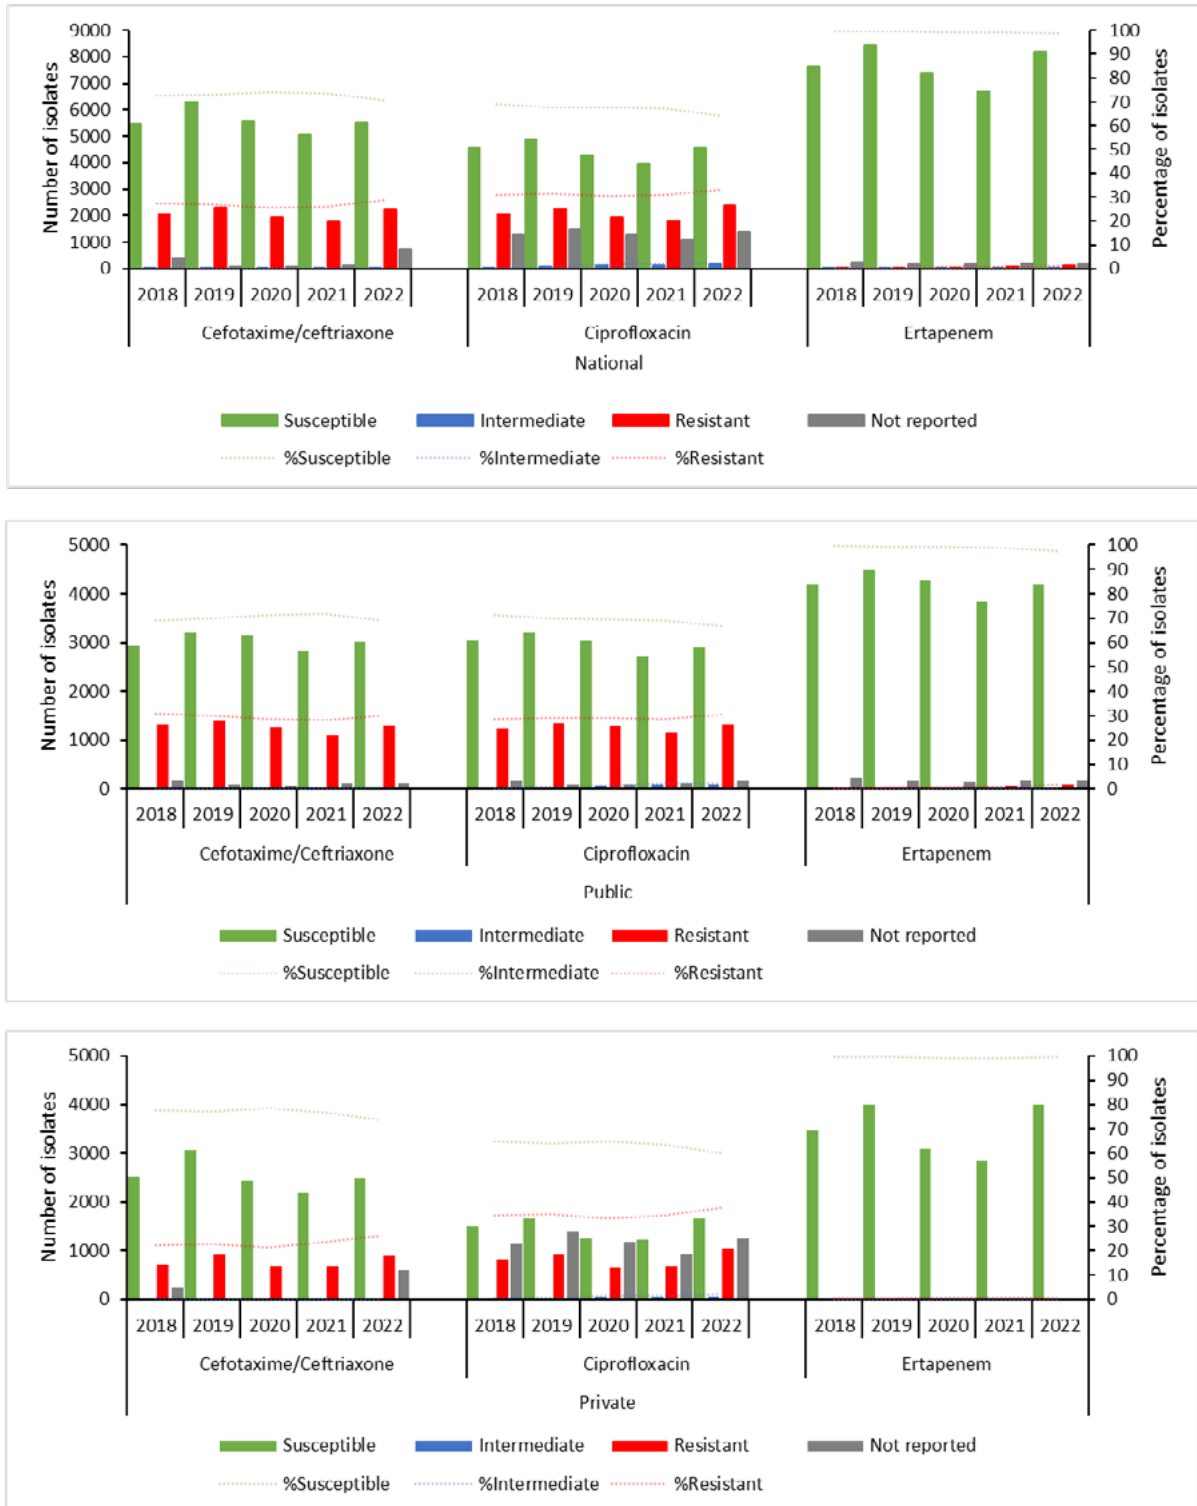 Number of isolates
9000
8000
7000
6000
5000
4000
3000
2000
1000
0
100
90
80
70
60
50
40
30
20
10
0
Percentage of isolates
2018 2019 2020 2021 2022 2018 2019 2020 2021 2022 2018 2019 2020 2021 2022
Cefotaxime/ceftriaxone Ciprofloxacin Ertapenem
National
Susceptible Intermediate Resistant Not reported
%Susceptible %Intermediate %Resistant
Number of isolates
5000
4000
3000
2000
1000
0
100
90
80
70
60
50
40
30
20
10
0
Percentage of isolates
2018 2019 2020 2021 2022 2018 2019 2020 2021 2022 2018 2019 2020 2021 2022
Cefotaxime/Ceftriaxone Ciprofloxacin Ertapenem
Public
Susceptible Intermediate Resistant Not reported
%Susceptible %Intermediate %Resistant
Number of isolates
5000
4000
3000
2000
1000
0
100
90
80
70
60
50
40
30
20
10
0
Percentage of isolates
2018 2019 2020 2021 2022 2018 2019 2020 2021 2022 2018 2019 2020 2021 2022
Cefotaxime/Ceftriaxone Ciprofloxacin Ertapenem
Private
Susceptible Intermediate Resistant Not reported
%Susceptible %Intermediate %Resistant